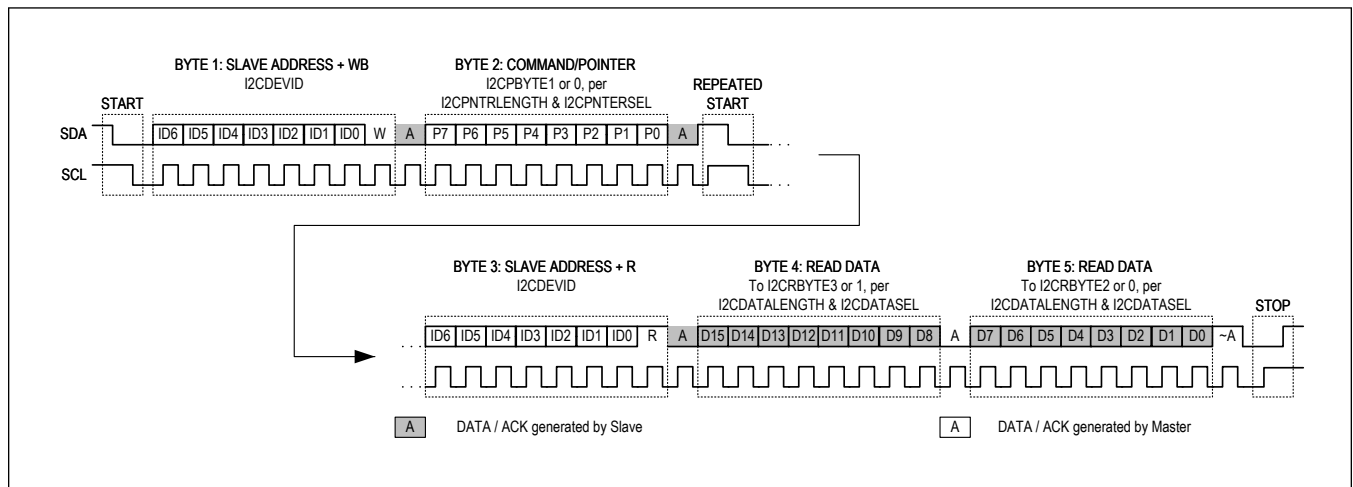 BYTE 1: SLAVE ADDRESS + WB
I2CDEVID
BYTE 2: COMMAND/POINTER
I2CPBYTE1 or 0, per
I2CPNTRLENGTH & I2CPNTERSEL
START
REPEATED
START
SDA
ID6 ID5 ID4 ID3 ID2 ID1 ID0 W A P7 P6 P5 P4 P3 P2 P1 P0 A
. . .
SCL
. . .
BYTE 3: SLAVE ADDRESS + R
I2CDEVID
BYTE 4: READ DATA
To I2CRBYTE3 or 1, per
I2CDATALENGTH & I2CDATASEL
BYTE 5: READ DATA
To I2CRBYTE2 or 0, per
I2CDATALENGTH & I2CDATASEL
STOP
. . . ID6 ID5 ID4 ID3 ID2 ID1 ID0 R A D15 D14 D13 D12 D11 D10 D9 D8 A D7 D6 D5 D4 D3 D2 D1 D0 ~A
. . .
A DATA / ACK generated by Slave
A DATA / ACK generated by Master